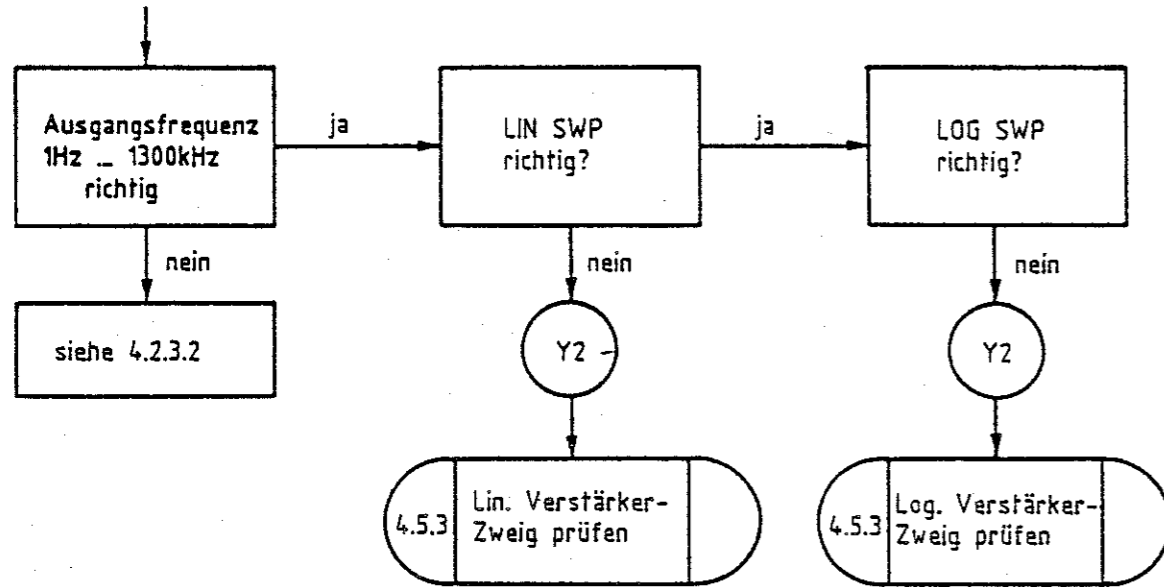 Ausgangsfrequenz
1Hz … 1300kHz
richtig
ja
LIN SWP
richtig?
ja
LOG SWP
richtig?
nein
nein
nein
siehe 4.2.3.2
Y2
Y2
4.5.3
Lin. Verstärker-
Zweig prüfen
4.5.3
Log. Verstärker-
Zweig prüfen